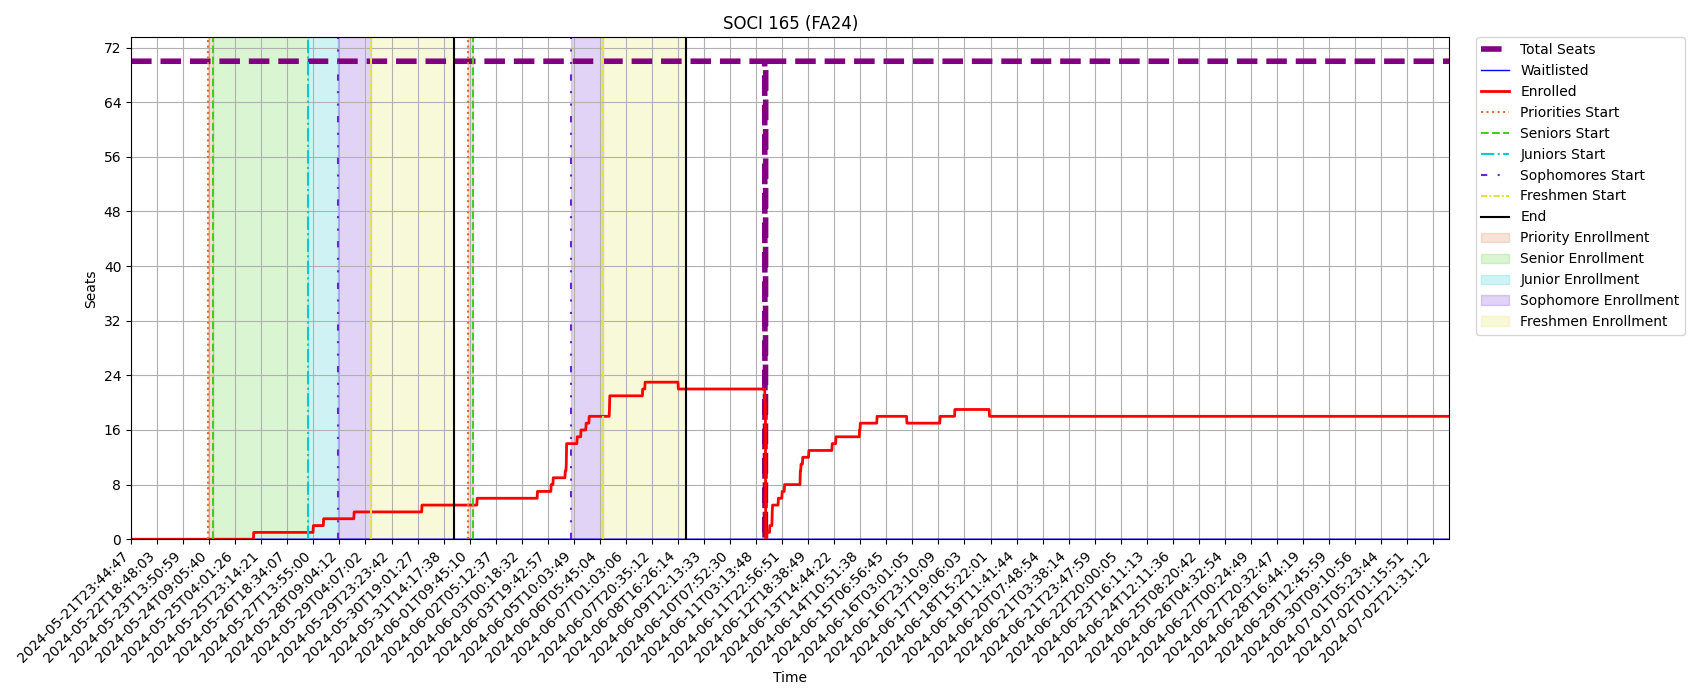 SOCI 165 (FA24)
72
64
56
48
40
32
24
16
8
0
Seats
2024-05-21T23:44:47
2024-05-22T18:48:03
2024-05-23T13:50:59
2024-05-24T09:05:40
2024-05-25T04:01:26
2024-05-25T23:14:21
2024-05-26T18:34:07
2024-05-27T13:55:00
2024-05-28T09:04:12
2024-05-29T04:07:02
2024-05-29T23:23:42
2024-05-30T19:01:27
2024-05-31T14:17:38
2024-06-01T09:45:10
2024-06-02T05:12:37
2024-06-03T00:18:32
2024-06-03T19:42:57
2024-06-05T10:03:49
2024-06-06T05:45:04
2024-06-07T01:03:06
2024-06-07T20:35:12
2024-06-08T16:26:14
2024-06-09T12:13:33
2024-06-10T07:52:30
2024-06-11T03:13:48
2024-06-11T22:56:51
2024-06-12T18:38:49
2024-06-13T14:44:22
2024-06-14T10:51:38
2024-06-15T06:56:45
2024-06-16T03:01:05
2024-06-16T23:10:09
2024-06-17T19:06:03
2024-06-18T15:22:01
2024-06-19T11:41:44
2024-06-20T07:48:54
2024-06-21T03:38:14
2024-06-21T23:47:59
2024-06-22T20:00:05
2024-06-23T16:11:13
2024-06-24T12:11:36
2024-06-25T08:20:42
2024-06-26T04:32:54
2024-06-27T00:24:49
2024-06-27T20:32:47
2024-06-28T16:44:19
2024-06-29T12:45:59
2024-06-30T09:10:56
2024-07-01T05:23:44
2024-07-02T01:15:51
2024-07-02T21:31:12
Time
Total Seats
Waitlisted
Enrolled
Priorities Start
Seniors Start
Juniors Start
Sophomores Start
Freshmen Start
End
Priority Enrollment
Senior Enrollment
Junior Enrollment
Sophomore Enrollment
Freshmen Enrollment